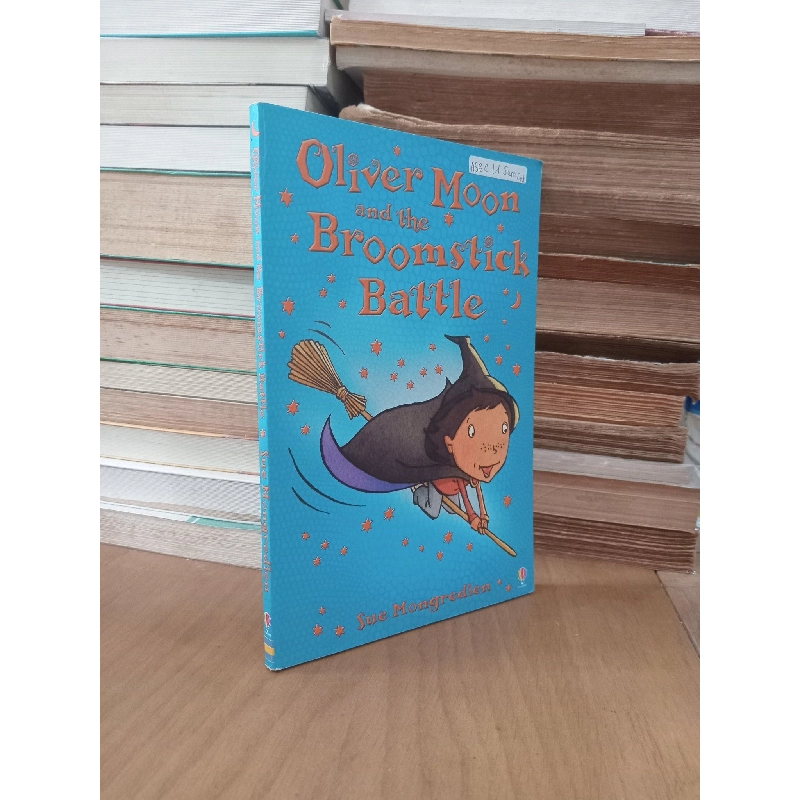 Oliver Moon
and the
Broomstick
Battle
Sue Mongredien